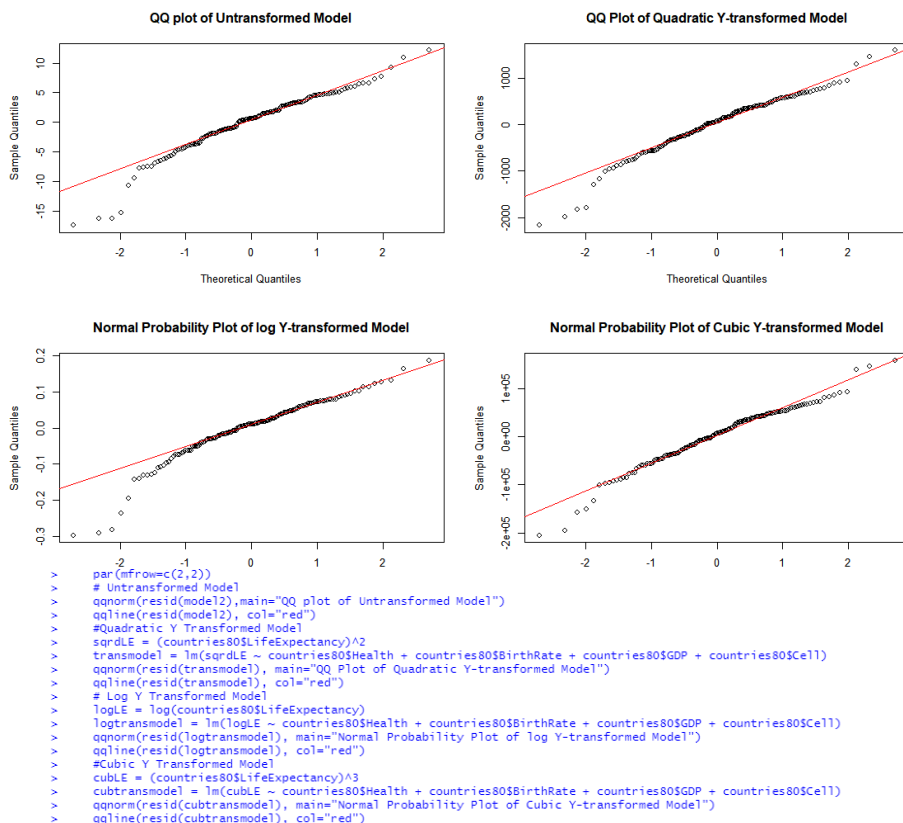 QQ plot of Untransformed Model
Sample Quantiles
10
5
0
-5
-10
-15
-2
-1
0
1
2
Theoretical Quantiles
QQ Plot of Quadratic Y-transformed Model
Sample Quantiles
1000
0
-1000
-2000
-2
-1
0
1
2
Theoretical Quantiles
Normal Probability Plot of log Y-transformed Model
Sample Quantiles
0.2
0.1
0.0
-0.1
-0.2
-0.3
-2
-1
0
1
2
Normal Probability Plot of Cubic Y-transformed Model
Sample Quantiles
1e+05
0e+00
-1e+05
-2e+05
-2
-1
0
1
2
> par(mfrow=c(2,2))
> # Untransformed Model
> qqnorm(resid(model2),main="QQ plot of Untransformed Model")
> qqline(resid(model2), col="red")
> #Quadratic Y Transformed Model
> sqrdLE = (countries80$LifeExpectancy)^2
> transmodel = lm(sqrdLE ~ countries80$Health + countries80$BirthRate + countries80$GDP + countries80$Cell)
> qqnorm(resid(transmodel), main="QQ Plot of Quadratic Y-transformed Model")
> qqline(resid(transmodel), col="red")
> # Log Y Transformed Model
> logLE = log(countries80$LifeExpectancy)
> logtransmodel = lm(logLE ~ countries80$Health + countries80$BirthRate + countries80$GDP + countries80$Cell)
> qqnorm(resid(logtransmodel), main="Normal Probability Plot of log Y-transformed Model")
> qqline(resid(logtransmodel), col="red")
> #Cubic Y Transformed Model
> cubLE = (countries80$LifeExpectancy)^3
> cubtransmodel = lm(cubLE ~ countries80$Health + countries80$BirthRate + countries80$GDP + countries80$Cell)
> qqnorm(resid(cubtransmodel), main="Normal Probability Plot of Cubic Y-transformed Model")
> qqline(resid(cubtransmodel), col="red")